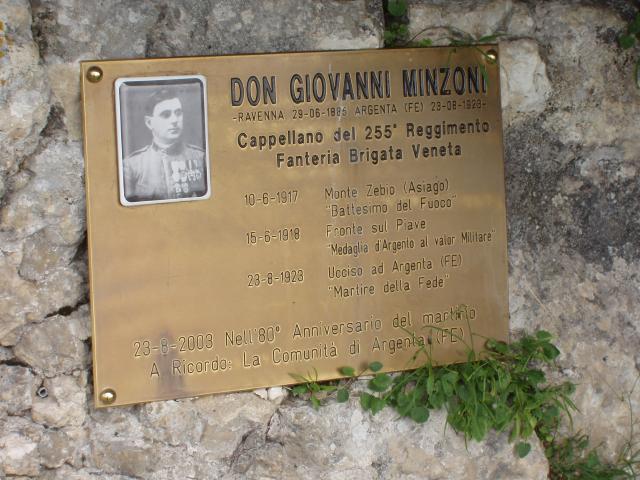 DON GIOVANNI MINZONI
-RAVENNA 29-06-1885 ARGENTA (FE) 23-08-1923-
Cappellano del 255° Reggimento
Fanteria Brigata Veneta
10-6-1917 Monte Zebio (Asiago)
"Battesimo del Fuoco"
15-6-1918 Fronte sul Piave
"Medaglia d'Argento al valor Militare"
23-8-1923 Ucciso ad Argenta (FE)
"Martire della Fede"
23-8-2003 Nell'80° Anniversario del martirio
A Ricordo: La Comunità di Argenta (FE)